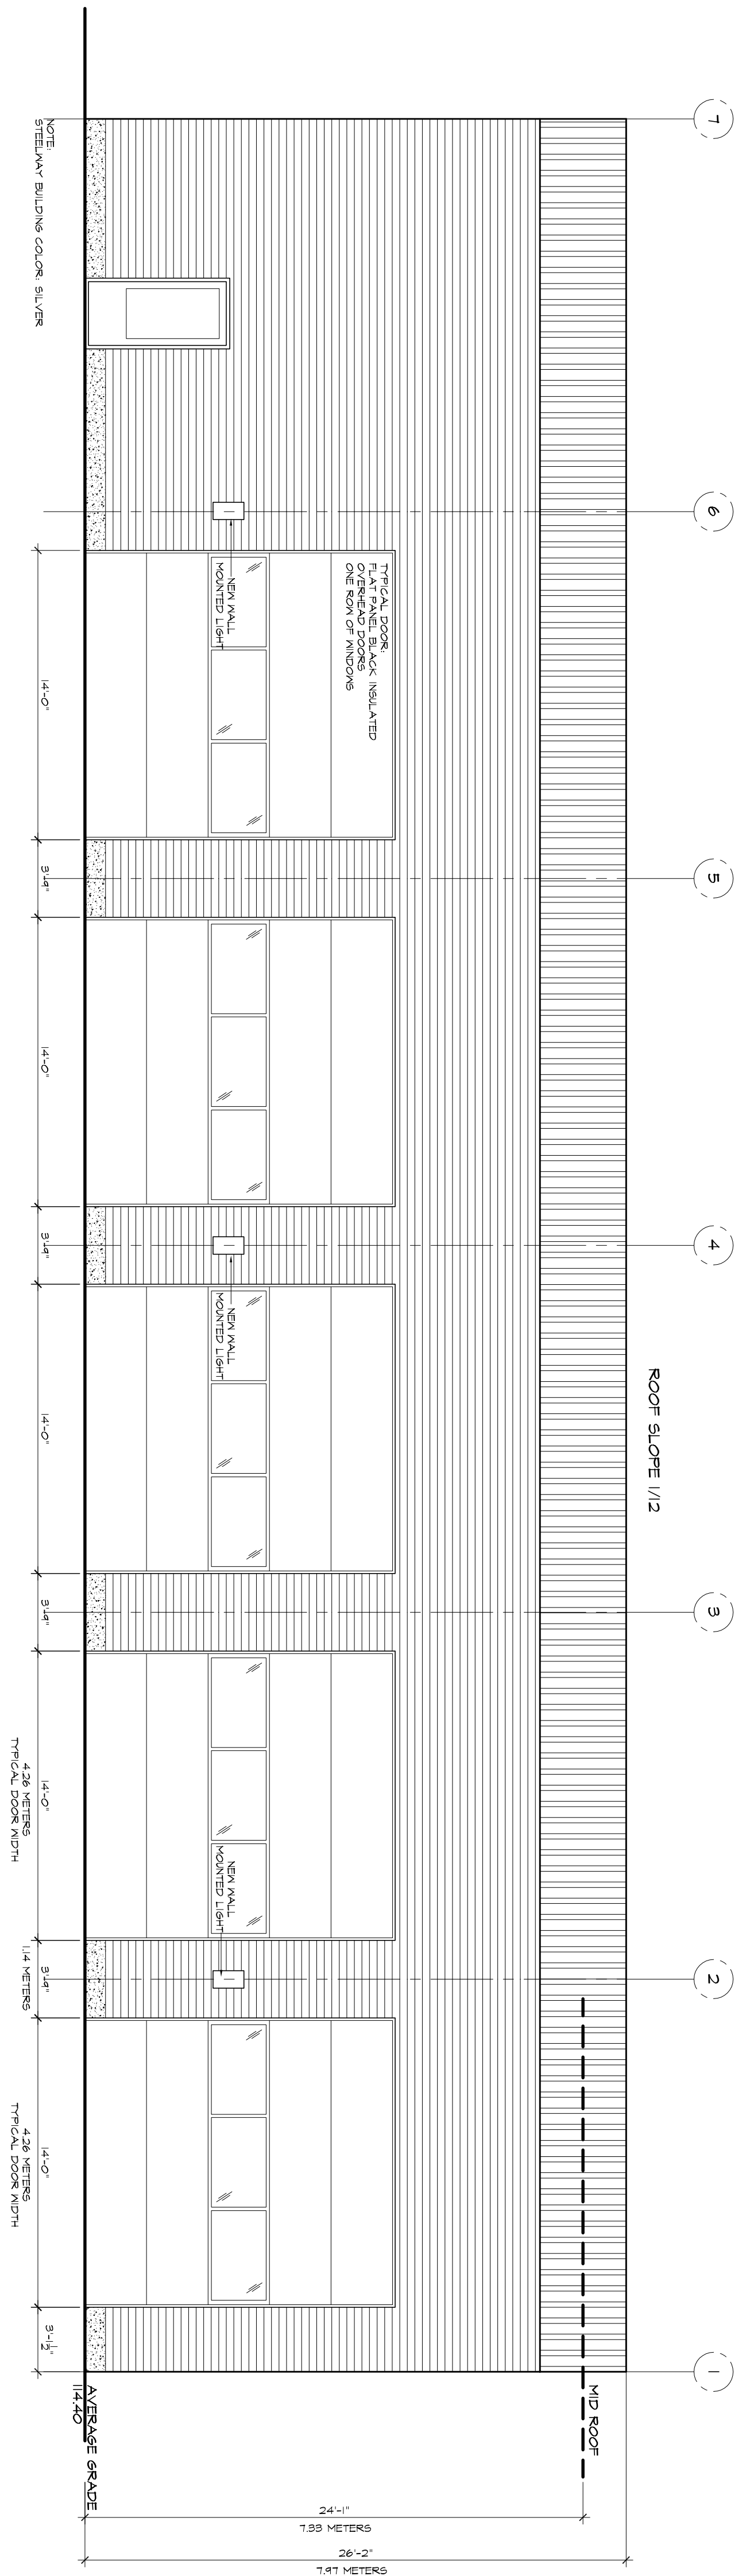 7
6
5
4
3
2
1
ROOF SLOPE 1/12
MID ROOF
TYPICAL DOOR:
FLAT PANEL BLACK INSULATED
OVERHEAD DOORS
ONE ROW OF WINDOWS
NEW WALL
MOUNTED LIGHT
NEW WALL
MOUNTED LIGHT
NEW WALL
MOUNTED LIGHT
AVERAGE GRADE
114.40
NOTE:
STEELWAY BUILDING COLOR: SILVER
14'-0"
3'-9"
14'-0"
3'-9"
14'-0"
3'-9"
14'-0"
4.26 METERS
TYPICAL DOOR WIDTH
3'-9"
1.14 METERS
14'-0"
4.26 METERS
TYPICAL DOOR WIDTH
3'-1 1/2"
24'-1"
7.33 METERS
26'-2"
7.97 METERS